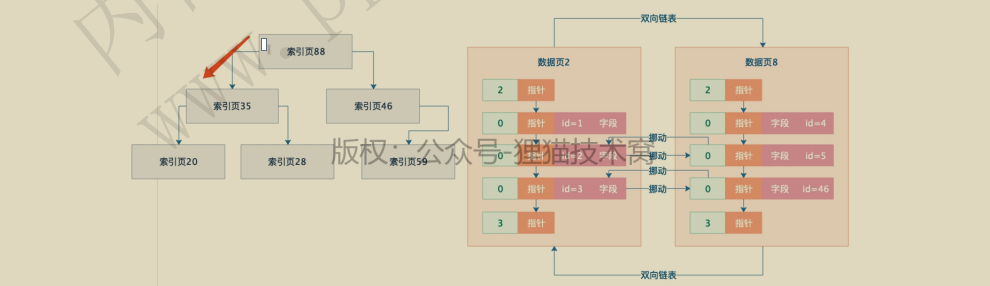 双向链表
索引页88
数据页2
数据页8
2 指针
2 指针
索引页35
索引页46
0 指针 id=1 字段
0 指针 字段 id=4
挪动
索引页20
索引页28
索引页59
0 指针 id=2 字段
挪动
0 指针 字段 id=5
挪动
0 指针 id=3 字段
挪动
0 指针 字段 id=46
3 指针
3 指针
双向链表
版权：公众号-狸猫技术窝
www.